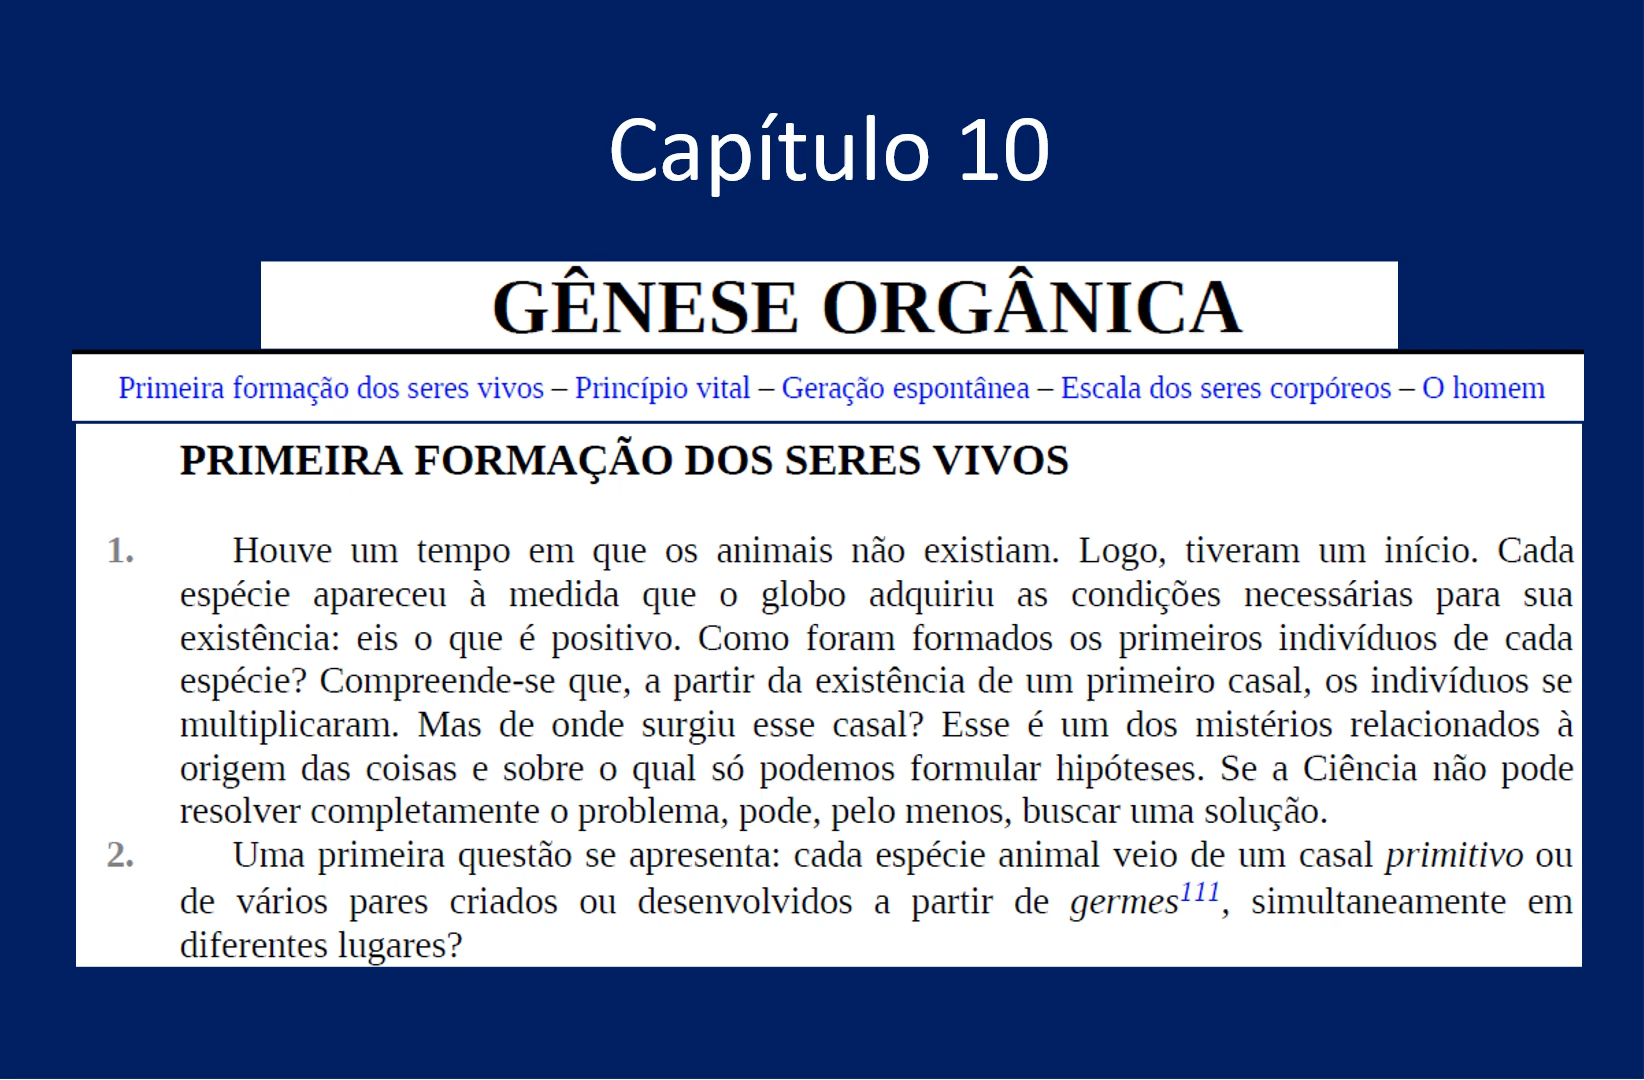 Capítulo 10
GÊNESE ORGÂNICA
Primeira formação dos seres vivos – Princípio vital – Geração espontânea – Escala dos seres corpóreos – O homem
PRIMEIRA FORMAÇÃO DOS SERES VIVOS
1. Houve um tempo em que os animais não existiam. Logo, tiveram um início. Cada
espécie apareceu à medida que o globo adquiriu as condições necessárias para sua
existência: eis o que é positivo. Como foram formados os primeiros indivíduos de cada
espécie? Compreende-se que, a partir da existência de um primeiro casal, os indivíduos se
multiplicaram. Mas de onde surgiu esse casal? Esse é um dos mistérios relacionados à
origem das coisas e sobre o qual só podemos formular hipóteses. Se a Ciência não pode
resolver completamente o problema, pode, pelo menos, buscar uma solução.
2. Uma primeira questão se apresenta: cada espécie animal veio de um casal primitivo ou
de vários pares criados ou desenvolvidos a partir de germes111, simultaneamente em
diferentes lugares?